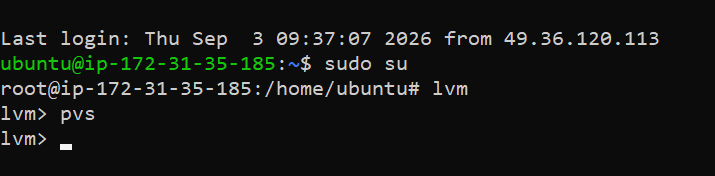 Last login: Thu Sep  3 09:37:07 2026 from 49.36.120.113
ubuntu@ip-172-31-35-185:~$ sudo su
root@ip-172-31-35-185:/home/ubuntu# lvm
lvm> pvs
lvm>